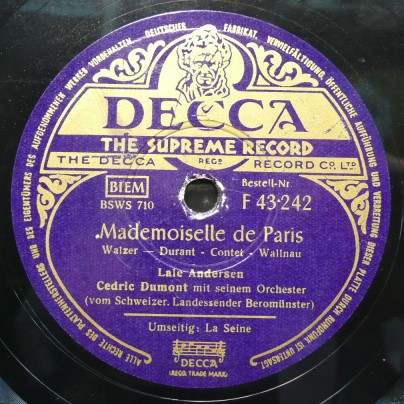 ALLE RECHTE DES PLATTENHERSTELLERS UND DES EIGENTÜMERS DES AUFGENOMMENEN WERKES VORBEHALTEN. DEUTSCHER FABRIKAT. VERVIELFÄLTIGUNG, ÖFFENTLICHE AUFFÜHRUNG UND VERBREITUNG DIESER PLATTE DURCH RUNDFUNK IST UNTERSAGT
DECCA
THE SUPREME RECORD
THE DECCA REGD RECORD CO. LTD
BIEM
BSWS 710
Bestell-Nr.
F 43·242
Mademoiselle de Paris
Walzer — Durant - Contet - Wallnau
Lale Andersen
Cedric Dumont mit seinem Orchester
(vom Schweizer. Landessender Beromünster)
Umseitig: La Seine
DECCA
(REGD. TRADE MARK)